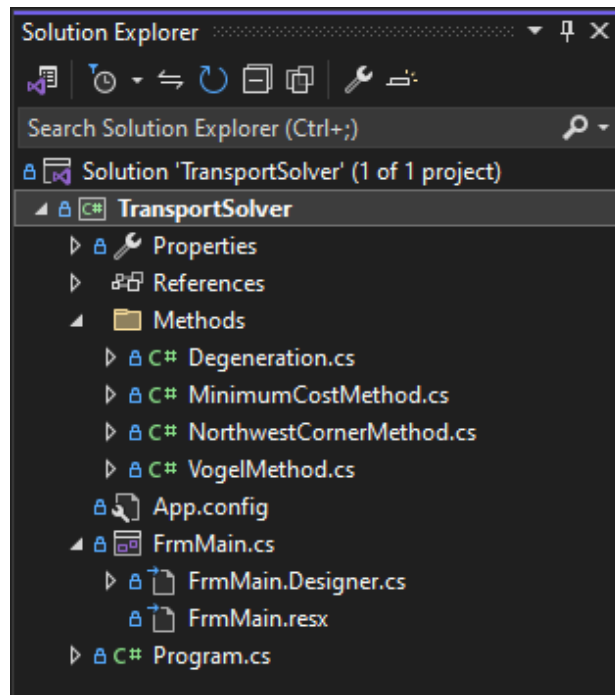 Solution Explorer
Search Solution Explorer (Ctrl+;)
Solution 'TransportSolver' (1 of 1 project)
C# TransportSolver
Properties
References
Methods
C# Degeneration.cs
C# MinimumCostMethod.cs
C# NorthwestCornerMethod.cs
C# VogelMethod.cs
App.config
FrmMain.cs
FrmMain.Designer.cs
FrmMain.resx
C# Program.cs